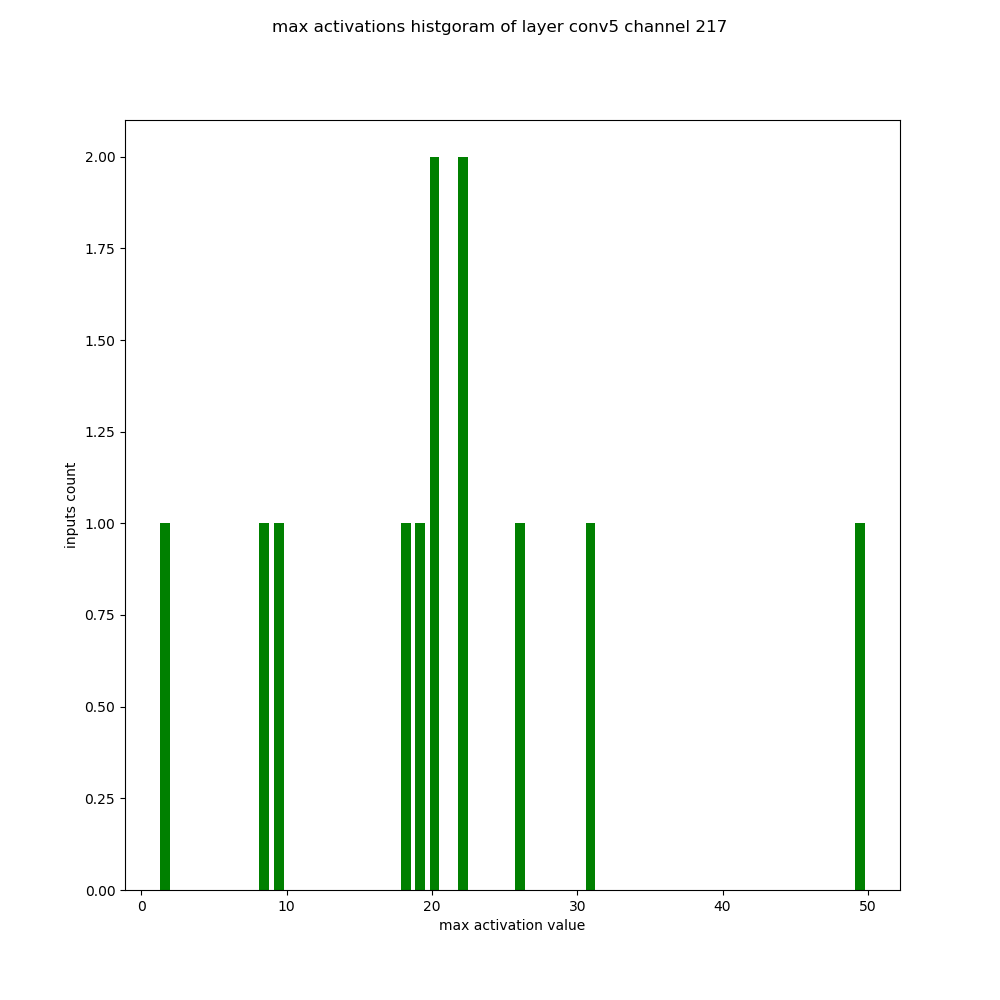 max activations histgoram of layer conv5 channel 217
2.00
1.75
1.50
1.25
1.00
0.75
0.50
0.25
0.00
inputs count
0 10 20 30 40 50
max activation value